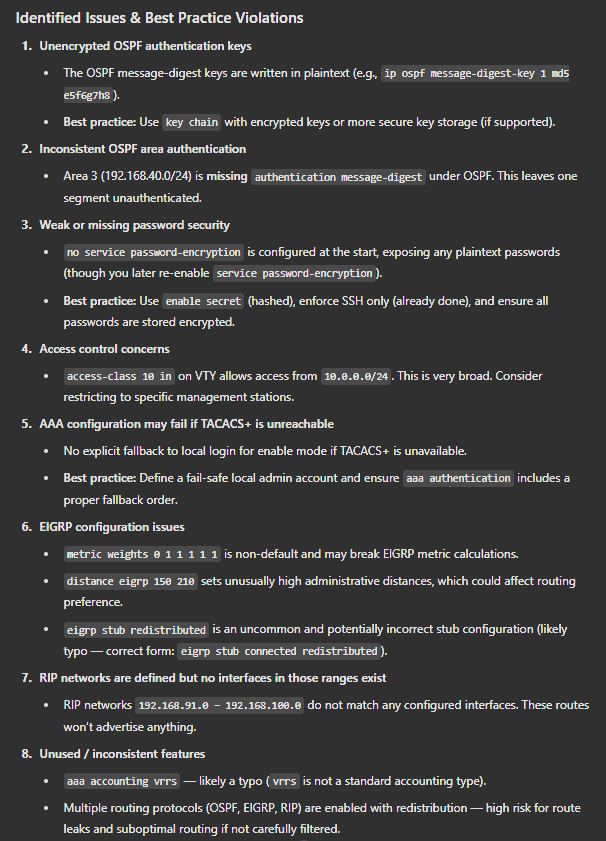 Identified Issues & Best Practice Violations
1. Unencrypted OSPF authentication keys
• The OSPF message-digest keys are written in plaintext (e.g., ip ospf message-digest-key 1 md5
e5f6g7h8 ).
• Best practice: Use key chain with encrypted keys or more secure key storage (if supported).
2. Inconsistent OSPF area authentication
• Area 3 (192.168.40.0/24) is missing authentication message-digest under OSPF. This leaves one
segment unauthenticated.
3. Weak or missing password security
• no service password-encryption is configured at the start, exposing any plaintext passwords
(though you later re-enable service password-encryption ).
• Best practice: Use enable secret (hashed), enforce SSH only (already done), and ensure all
passwords are stored encrypted.
4. Access control concerns
• access-class 10 in on VTY allows access from 10.0.0.0/24 . This is very broad. Consider
restricting to specific management stations.
5. AAA configuration may fail if TACACS+ is unreachable
• No explicit fallback to local login for enable mode if TACACS+ is unavailable.
• Best practice: Define a fail-safe local admin account and ensure aaa authentication includes a
proper fallback order.
6. EIGRP configuration issues
• metric weights 0 1 1 1 1 1 is non-default and may break EIGRP metric calculations.
• distance eigrp 150 210 sets unusually high administrative distances, which could affect routing
preference.
• eigrp stub redistributed is an uncommon and potentially incorrect stub configuration (likely
typo — correct form: eigrp stub connected redistributed ).
7. RIP networks are defined but no interfaces in those ranges exist
• RIP networks 192.168.91.0 – 192.168.100.0 do not match any configured interfaces. These routes
won't advertise anything.
8. Unused / inconsistent features
• aaa accounting vrrs — likely a typo ( vrrs is not a standard accounting type).
• Multiple routing protocols (OSPF, EIGRP, RIP) are enabled with redistribution — high risk for route
leaks and suboptimal routing if not carefully filtered.